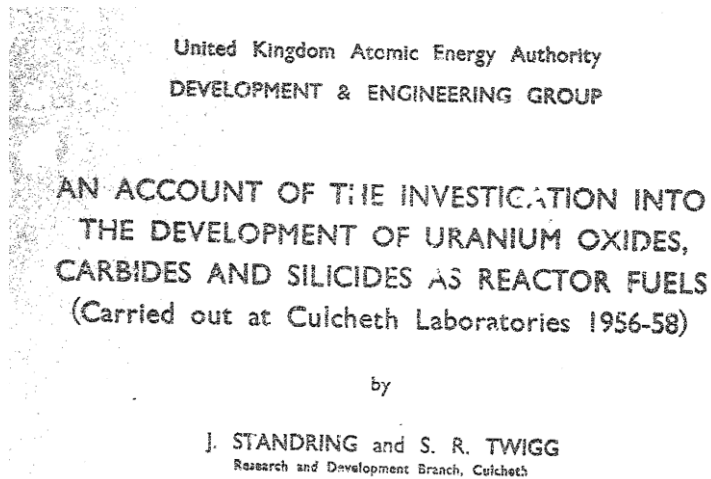 United Kingdom Atomic Energy Authority
DEVELOPMENT & ENGINEERING GROUP
AN ACCOUNT OF THE INVESTIGATION INTO
THE DEVELOPMENT OF URANIUM OXIDES,
CARBIDES AND SILICIDES AS REACTOR FUELS
(Carried out at Culcheth Laboratories 1956-58)
by
J. STANDRING and S. R. TWIGG
Research and Development Branch, Culcheth